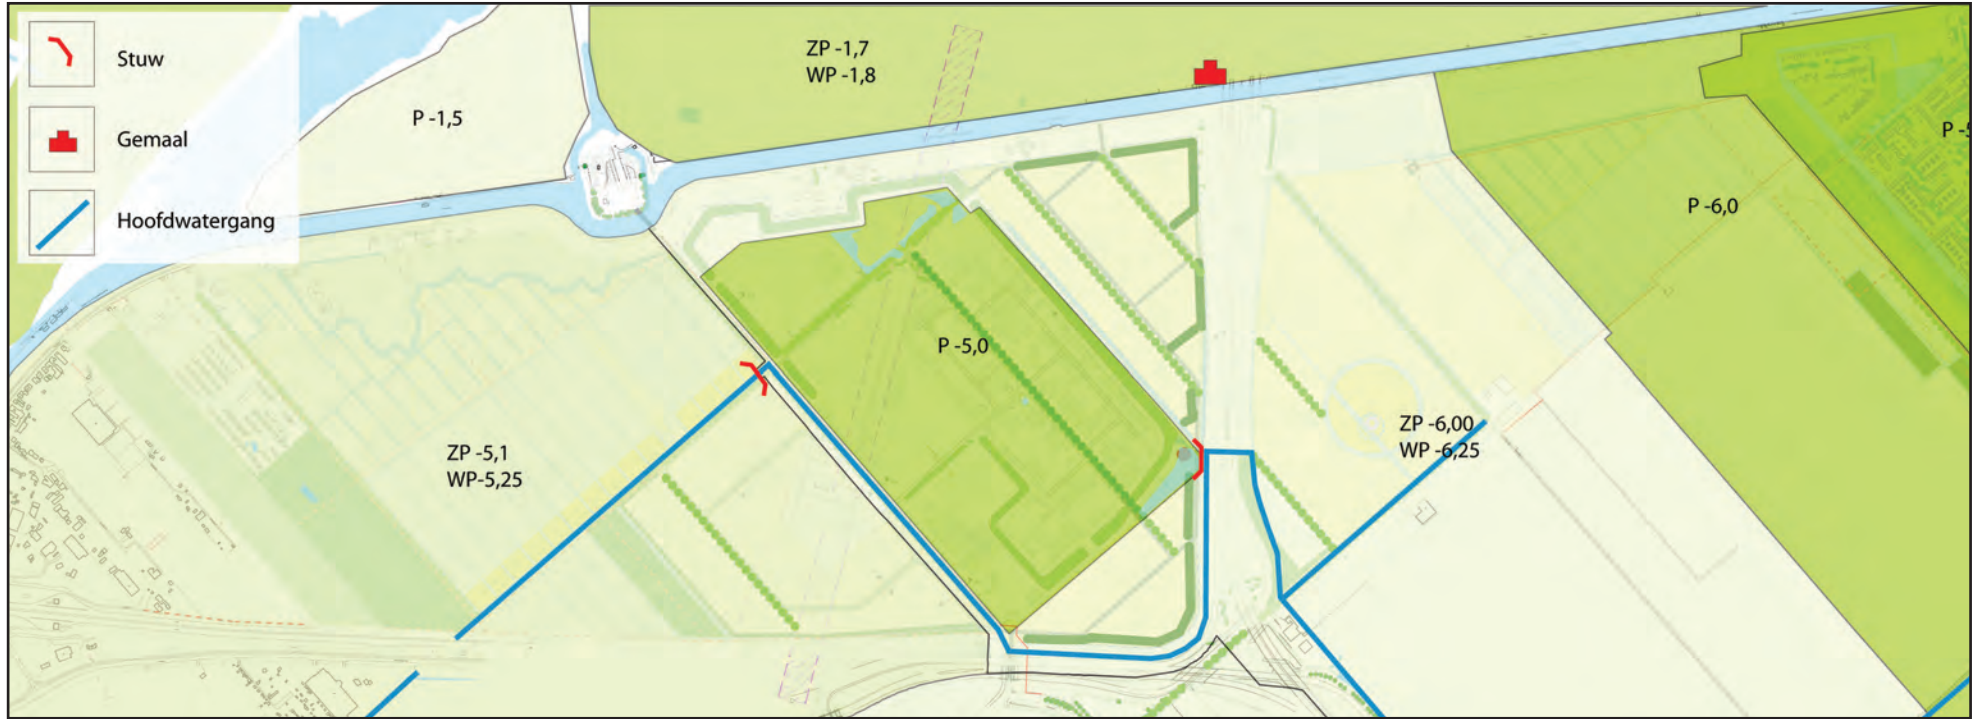 Stuw
Gemaal
Hoofdwatergang
P -1,5
ZP -1,7
WP -1,8
P -6,0
P -5,0
ZP -5,1
WP-5,25
ZP -6,00
WP -6,25